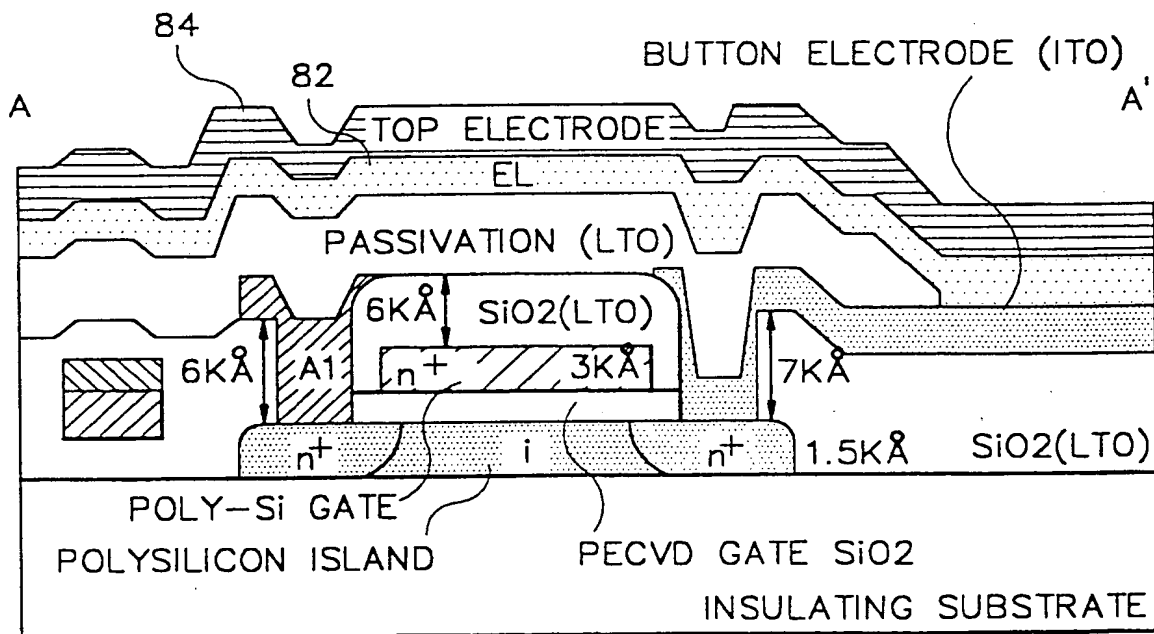 84
BUTTON ELECTRODE (ITO)
82
A
A'
TOP ELECTRODE
EL
PASSIVATION (LTO)
6KÅ
SiO2(LTO)
6KÅ
A1
n+
3KÅ
7KÅ
n+
i
n+
1.5KÅ
SiO2(LTO)
POLY-Si GATE
POLYSILICON ISLAND
PECVD GATE SiO2
INSULATING SUBSTRATE